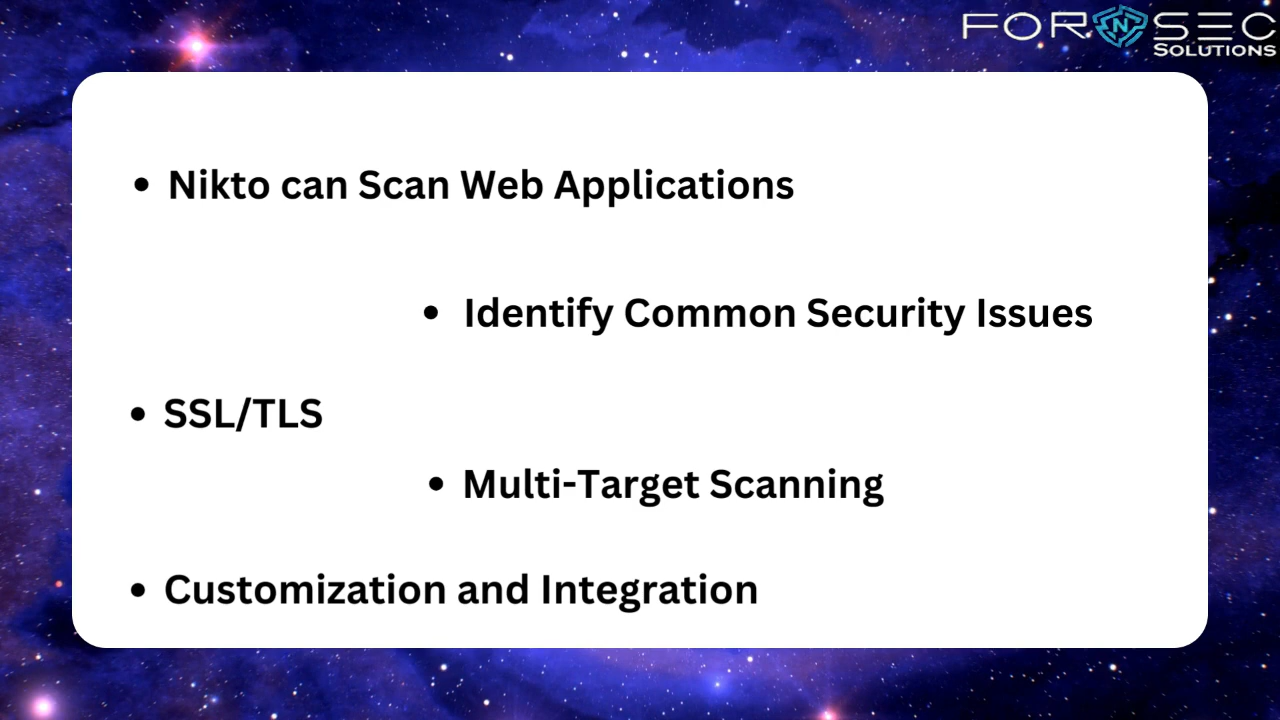 FORNSEC
SOLUTIONS
• Nikto can Scan Web Applications
• Identify Common Security Issues
• SSL/TLS
• Multi-Target Scanning
• Customization and Integration